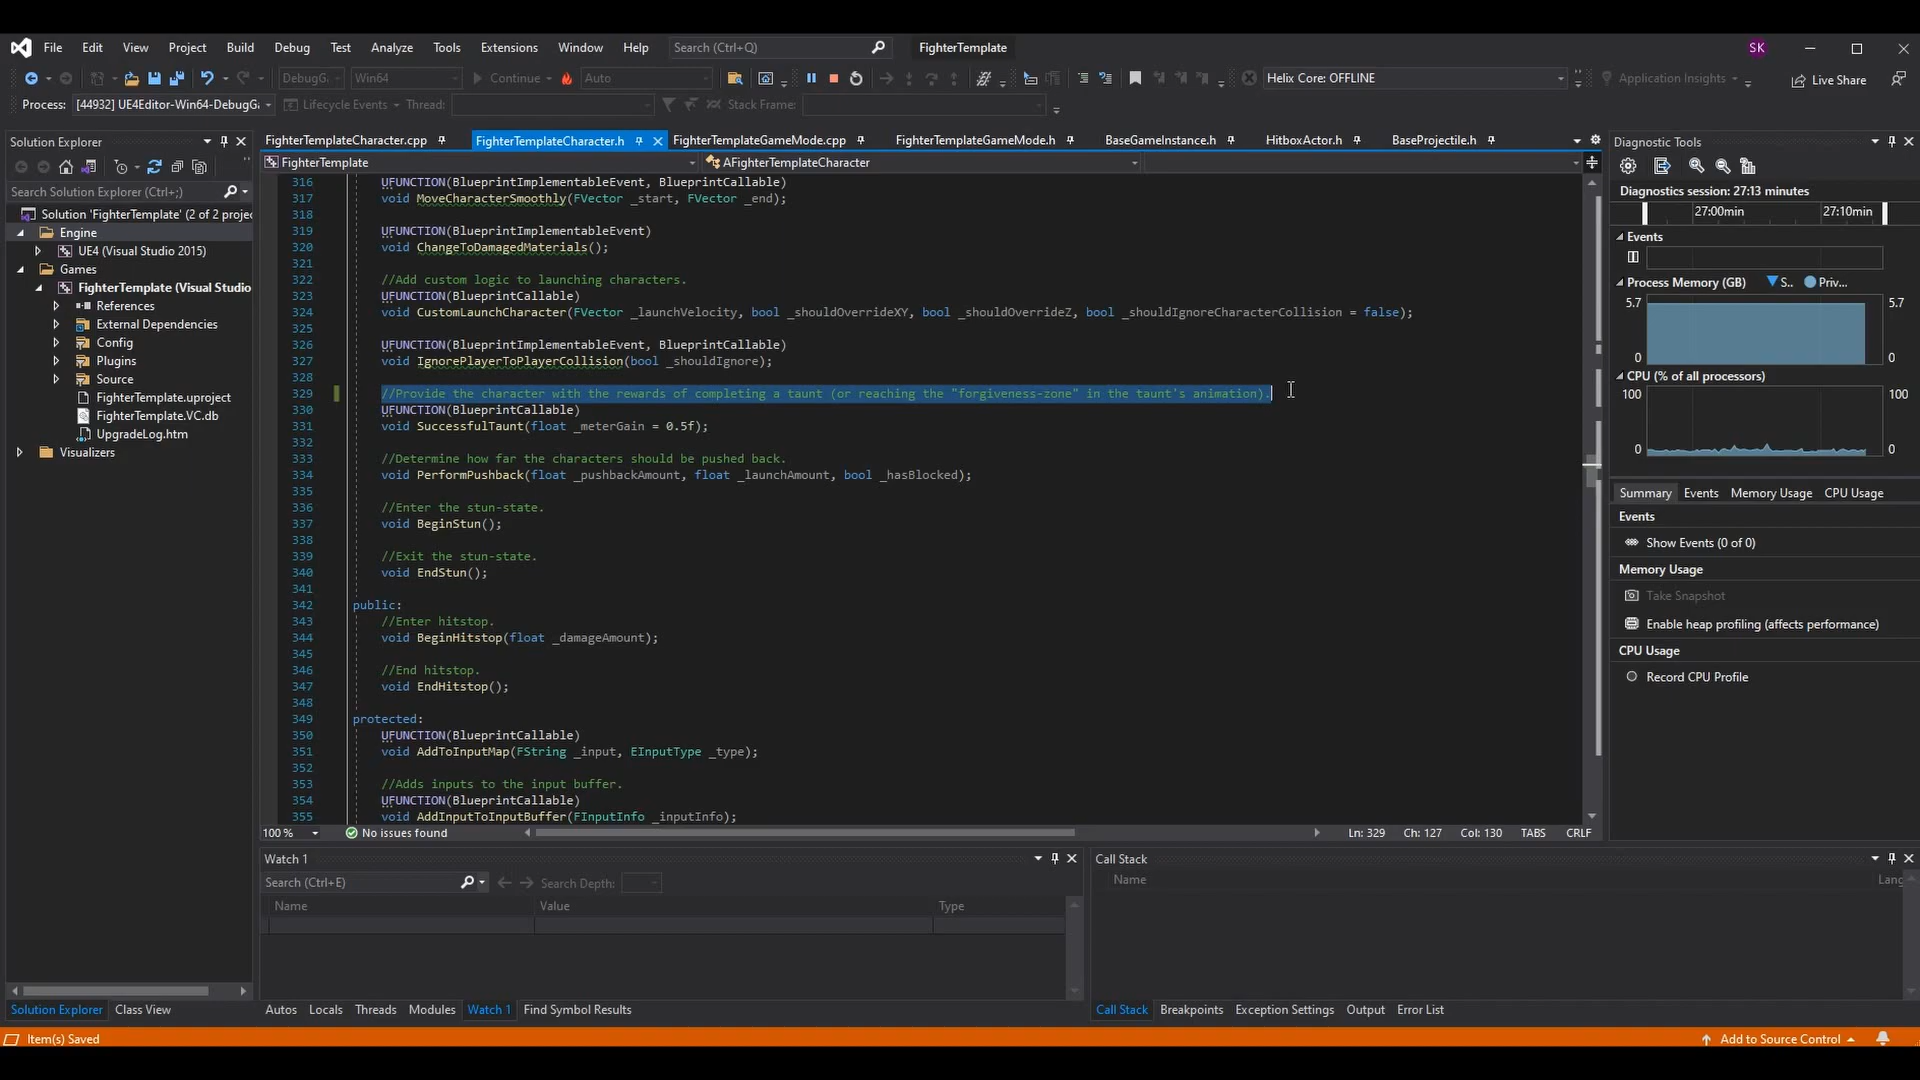 File Edit View Project Build Debug Test Analyze Tools Extensions Window Help Search (Ctrl+Q) FighterTemplate SK
DebugG Win64 Continue Auto Helix Core: OFFLINE Application Insights Live Share
Process: [44932] UE4Editor-Win64-DebugGa Lifecycle Events Thread: Stack Frame:
Solution Explorer
Search Solution Explorer (Ctrl+;)
Solution 'FighterTemplate' (2 of 2 projec
Engine
UE4 (Visual Studio 2015)
Games
FighterTemplate (Visual Studio
References
External Dependencies
Config
Plugins
Source
FighterTemplate.uproject
FighterTemplate.VC.db
UpgradeLog.htm
Visualizers
Solution Explorer Class View
FighterTemplateCharacter.cpp FighterTemplateCharacter.h FighterTemplateGameMode.cpp FighterTemplateGameMode.h BaseGameInstance.h HitboxActor.h BaseProjectile.h
FighterTemplate AFighterTemplateCharacter
316 UFUNCTION(BlueprintImplementableEvent, BlueprintCallable)
317 void MoveCharacterSmoothly(FVector _start, FVector _end);
318
319 UFUNCTION(BlueprintImplementableEvent)
320 void ChangeToDamagedMaterials();
321
322 //Add custom logic to launching characters.
323 UFUNCTION(BlueprintCallable)
324 void CustomLaunchCharacter(FVector _launchVelocity, bool _shouldOverrideXY, bool _shouldOverrideZ, bool _shouldIgnoreCharacterCollision = false);
325
326 UFUNCTION(BlueprintImplementableEvent, BlueprintCallable)
327 void IgnorePlayerToPlayerCollision(bool _shouldIgnore);
328
329 //Provide the character with the rewards of completing a taunt (or reaching the "forgiveness-zone" in the taunt's animation).
330 UFUNCTION(BlueprintCallable)
331 void SuccessfulTaunt(float _meterGain = 0.5f);
332
333 //Determine how far the characters should be pushed back.
334 void PerformPushback(float _pushbackAmount, float _launchAmount, bool _hasBlocked);
335
336 //Enter the stun-state.
337 void BeginStun();
338
339 //Exit the stun-state.
340 void EndStun();
341
342 public:
343 //Enter hitstop.
344 void BeginHitstop(float _damageAmount);
345
346 //End hitstop.
347 void EndHitstop();
348
349 protected:
350 UFUNCTION(BlueprintCallable)
351 void AddToInputMap(FString _input, EInputType _type);
352
353 //Adds inputs to the input buffer.
354 UFUNCTION(BlueprintCallable)
355 void AddInputToInputBuffer(FInputInfo _inputInfo);
100 % No issues found Ln: 329 Ch: 127 Col: 130 TABS CRLF
Watch 1
Search (Ctrl+E) Search Depth:
Name Value Type
Autos Locals Threads Modules Watch 1 Find Symbol Results
Call Stack
Name Lang
Call Stack Breakpoints Exception Settings Output Error List
Diagnostic Tools
Diagnostics session: 27:13 minutes
27:00min 27:10min
Events
Process Memory (GB) S.. Priv...
5.7 5.7
0 0
CPU (% of all processors)
100 100
0 0
Summary Events Memory Usage CPU Usage
Events
Show Events (0 of 0)
Memory Usage
Take Snapshot
Enable heap profiling (affects performance)
CPU Usage
Record CPU Profile
Item(s) Saved Add to Source Control